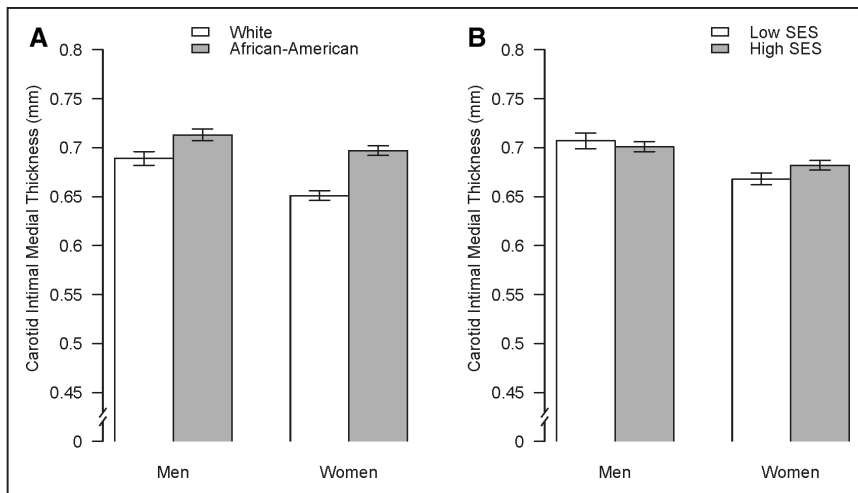 A
White
African-American
Carotid Intimal Medial Thickness (mm)
0.8
0.75
0.7
0.65
0.6
0.55
0.5
0.45
0
Men
Women
B
Low SES
High SES
Carotid Intimal Medial Thickness (mm)
0.8
0.75
0.7
0.65
0.6
0.55
0.5
0.45
0
Men
Women